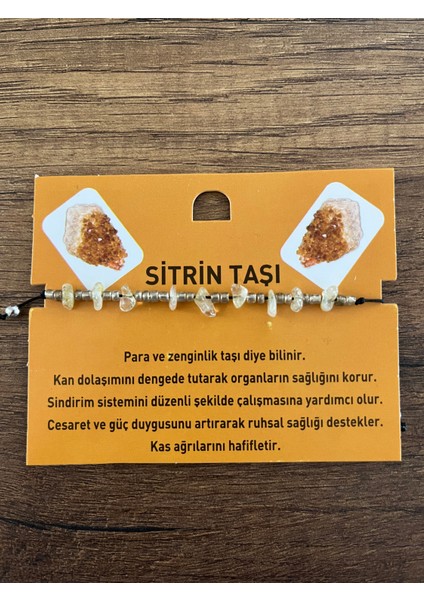 SİTRİN TAŞI
Para ve zenginlik taşı diye bilinir.
Kan dolaşımını dengede tutarak organların sağlığını korur.
Sindirim sistemini düzenli şekilde çalışmasına yardımcı olur.
Cesaret ve güç duygusunu artırarak ruhsal sağlığı destekler.
Kas ağrılarını hafifletir.